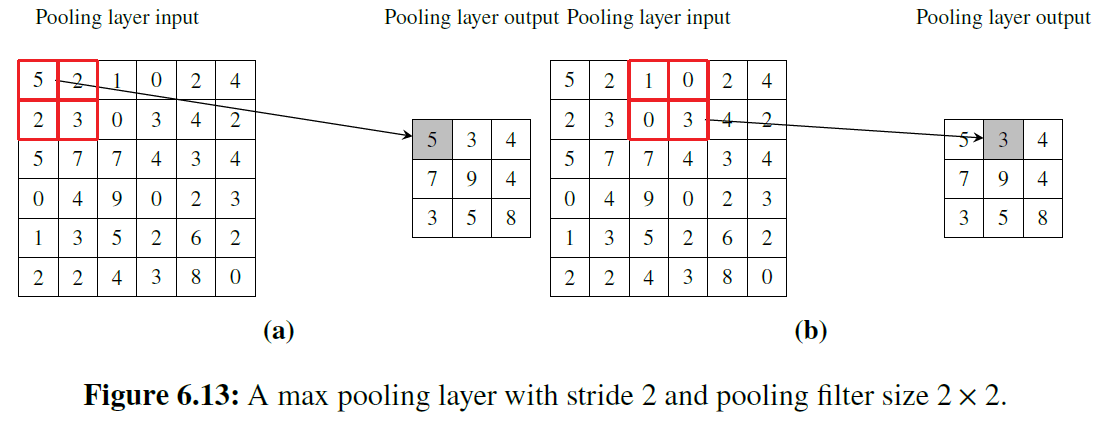 Pooling layer input Pooling layer output Pooling layer input Pooling layer output
5 2 1 0 2 4
2 3 0 3 4 2
5 7 7 4 3 4
0 4 9 0 2 3
1 3 5 2 6 2
2 2 4 3 8 0
5 3 4
7 9 4
3 5 8
(a)
5 2 1 0 2 4
2 3 0 3 4 2
5 7 7 4 3 4
0 4 9 0 2 3
1 3 5 2 6 2
2 2 4 3 8 0
5 3 4
7 9 4
3 5 8
(b)
Figure 6.13: A max pooling layer with stride 2 and pooling filter size 2 × 2.